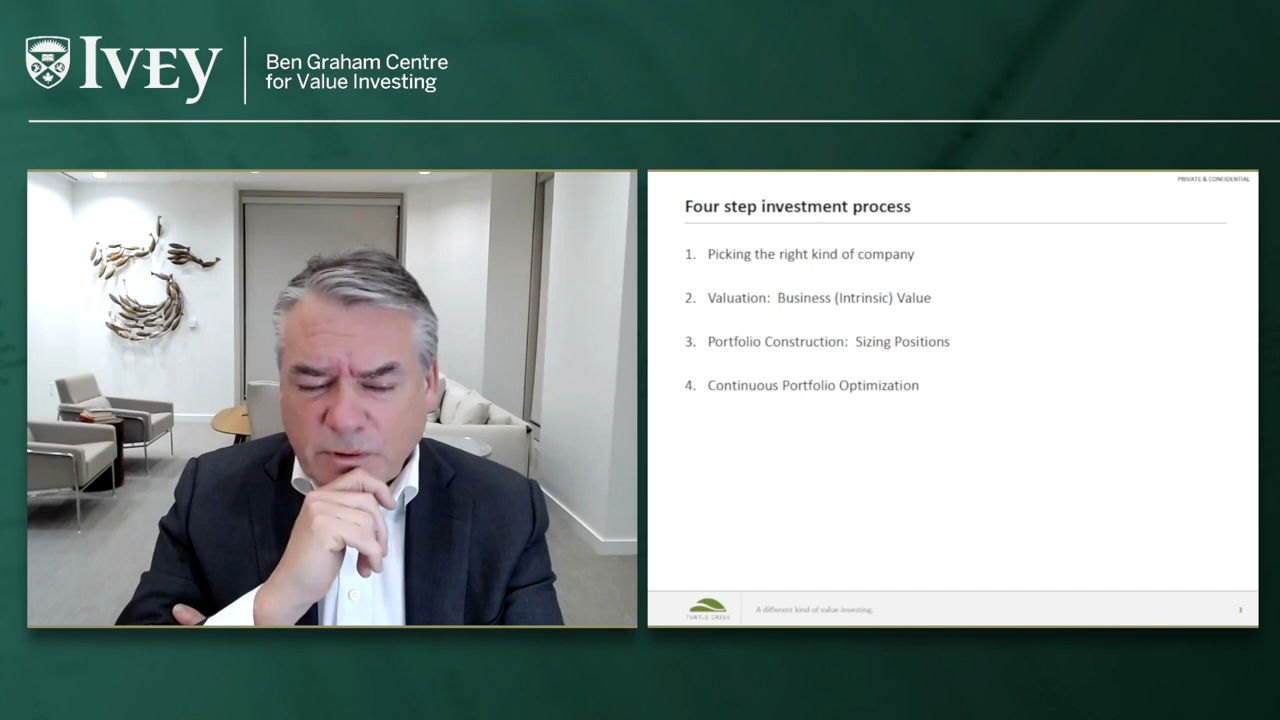 IVEY
Ben Graham Centre
for Value Investing
PRIVATE & CONFIDENTIAL
Four step investment process
1. Picking the right kind of company
2. Valuation: Business (Intrinsic) Value
3. Portfolio Construction: Sizing Positions
4. Continuous Portfolio Optimization
TURTLE CREEK
A different kind of value investing.
3